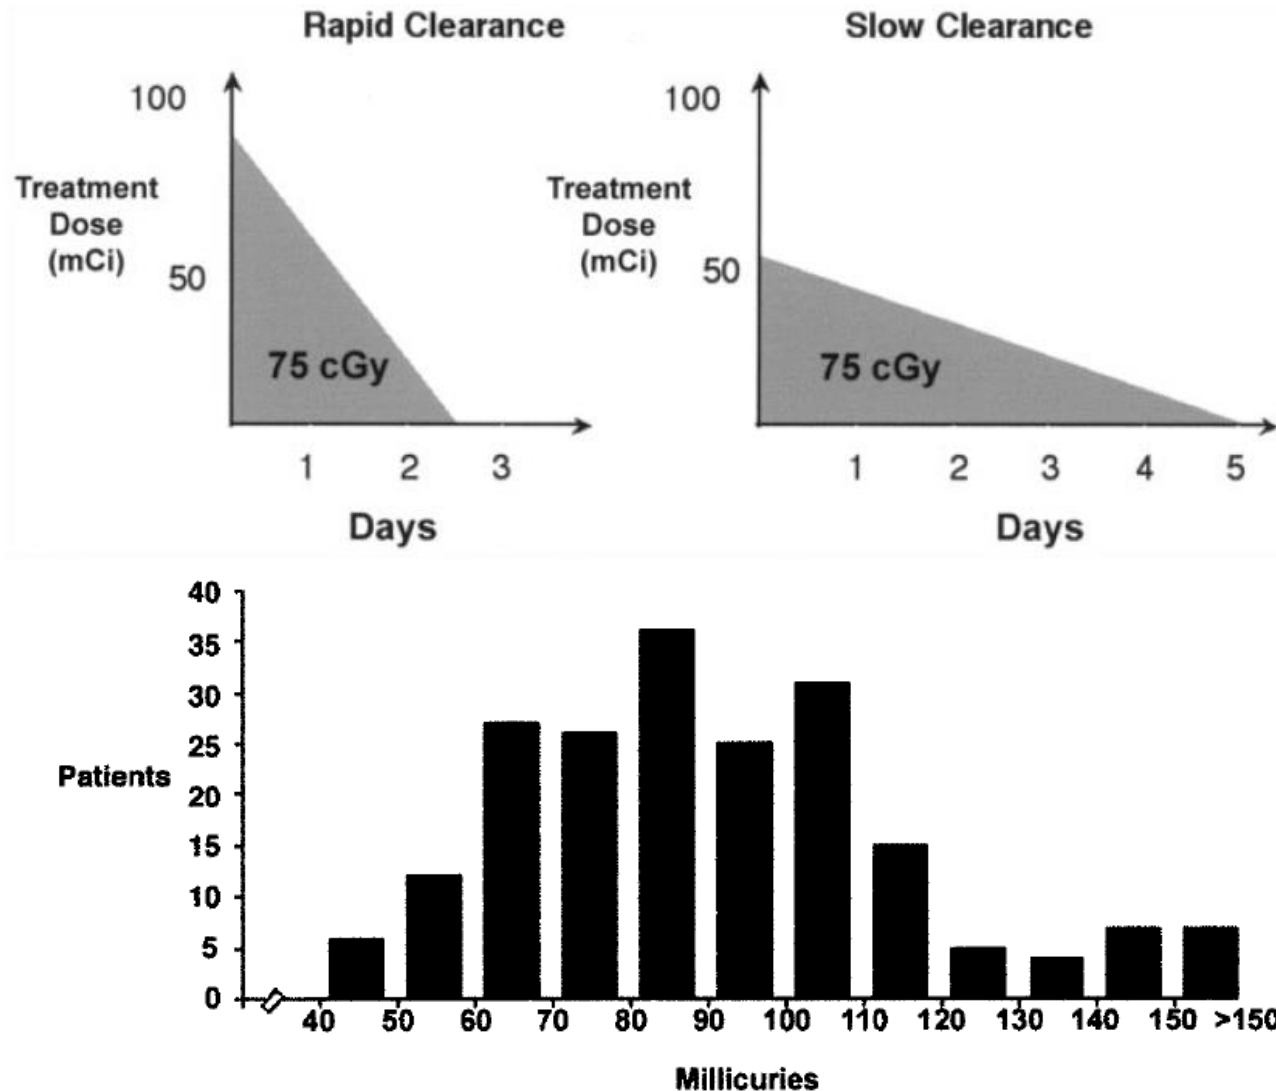 Rapid Clearance
100
Treatment
Dose
(mCi)
50
75 cGy
1 2 3
Days
Slow Clearance
100
Treatment
Dose
(mCi)
50
75 cGy
1 2 3 4 5
Days
40
35
30
25
Patients
20
15
10
5
0
40 50 60 70 80 90 100 110 120 130 140 150 >150
Millicuries